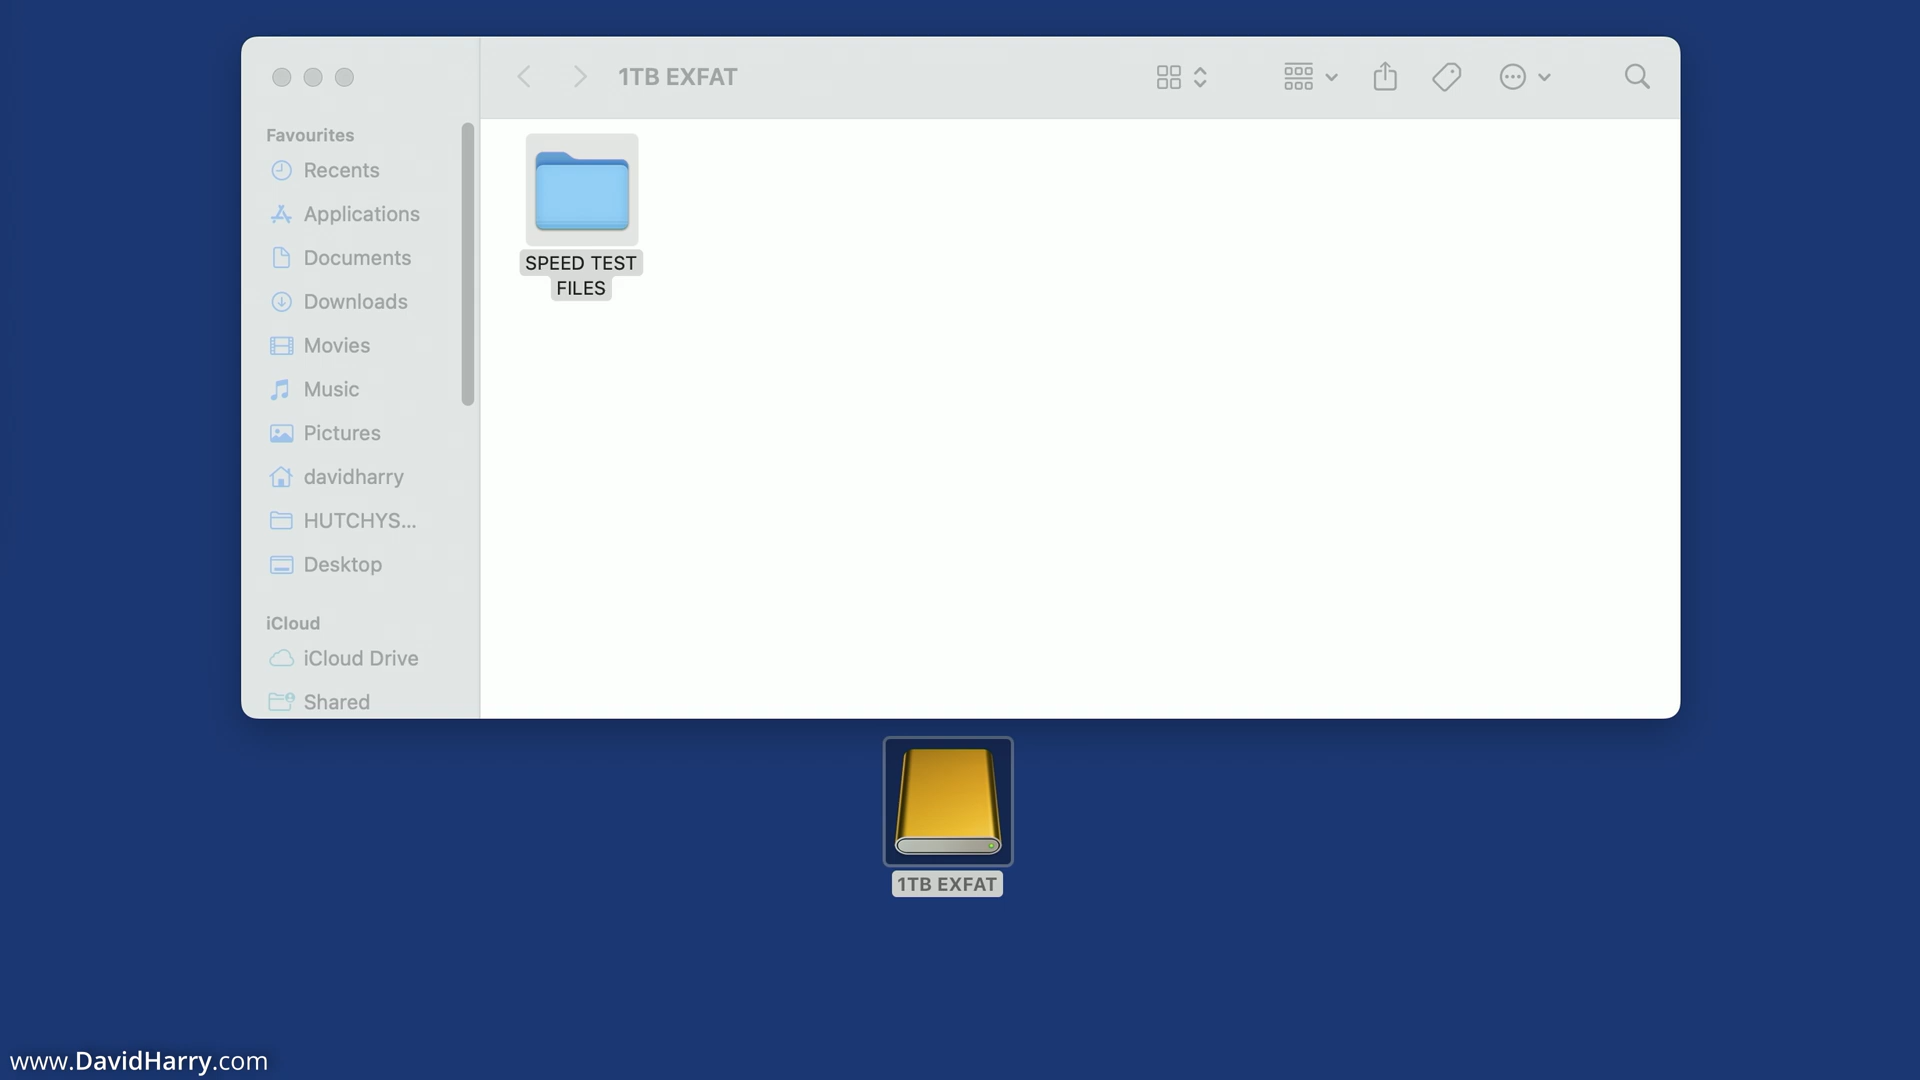 1TB EXFAT
Favourites
Recents
Applications
Documents
Downloads
Movies
Music
Pictures
davidharry
HUTCHYS...
Desktop
iCloud
iCloud Drive
Shared
SPEED TEST
FILES
1TB EXFAT
www.DavidHarry.com